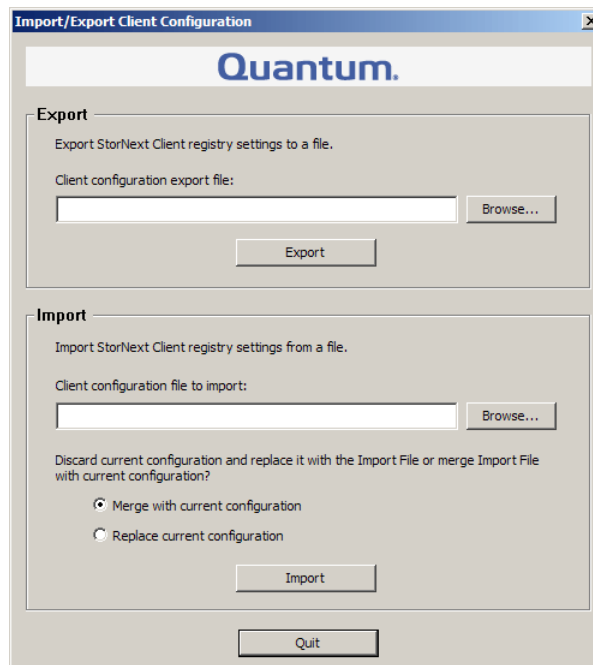 Import/Export Client Configuration
Quantum.
Export
Export StorNext Client registry settings to a file.
Client configuration export file:
Browse...
Export
Import
Import StorNext Client registry settings from a file.
Client configuration file to import:
Browse...
Discard current configuration and replace it with the Import File or merge Import File
with current configuration?
Merge with current configuration
Replace current configuration
Import
Quit